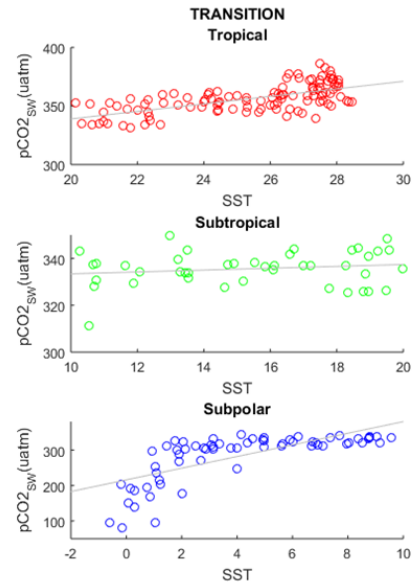 TRANSITION
Tropical
400
350
300
pCO2SW(uatm)
20 22 24 26 28 30
SST
Subtropical
340
320
300
pCO2SW(uatm)
10 12 14 16 18 20
SST
Subpolar
300
200
100
pCO2SW(uatm)
-2 0 2 4 6 8 10
SST